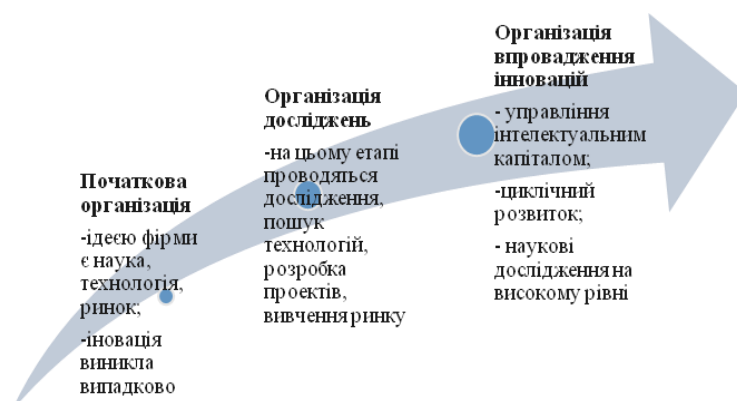 Початкова
організація
-ідеєю фірми
є наука,
технологія,
ринок;
-іновація
виникла
випадково
Організація
досліджень
-на цьому етапі
проводяться
дослідження,
пошук
технологій,
розробка
проектів,
вивчення ринку
Організація
впровадження
інновацій
- управління
інтелектуальним
капіталом;
-циклічний
розвиток;
- наукові
дослідження на
високому рівні